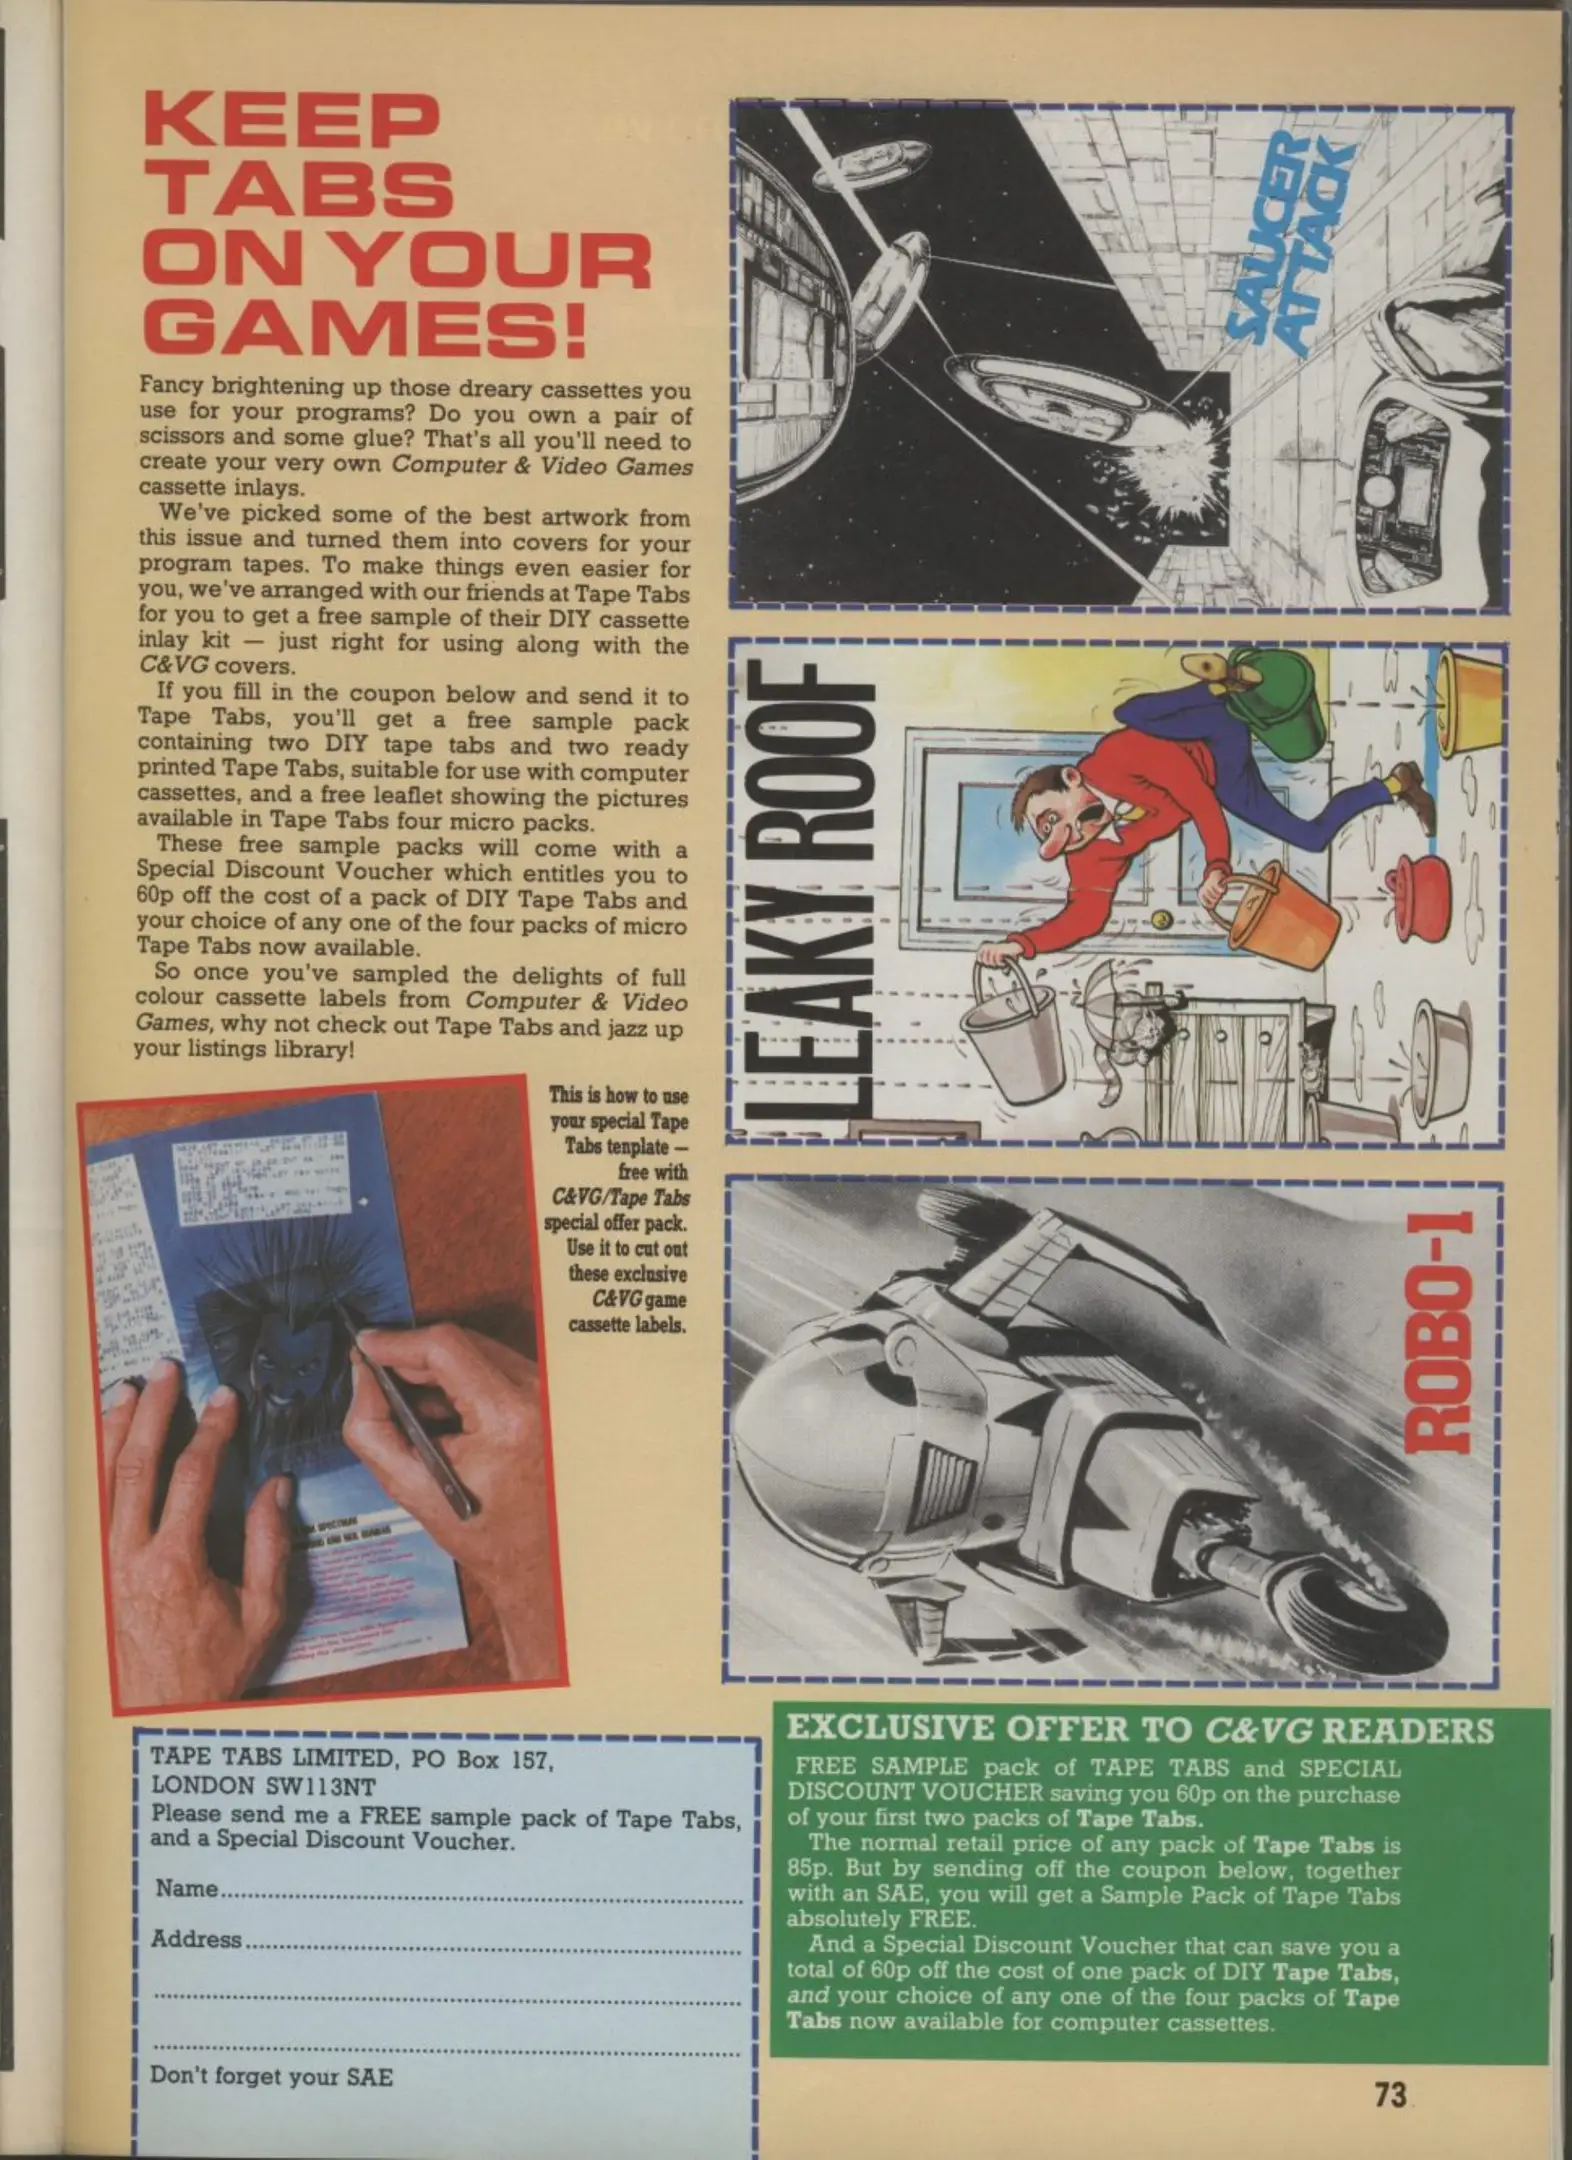 KEEP
TABS
ON YOUR
GAMES!
Fancy brightening up those dreary cassettes you
use for your programs? Do you own a pair of
scissors and some glue? That's all you'll need to
create your very own Computer & Video Games
cassette inlays.
We've picked some of the best artwork from
this issue and turned them into covers for your
program tapes. To make things even easier for
you, we've arranged with our friends at Tape Tabs
for you to get a free sample of their DIY cassette
inlay kit — just right for using along with the
C&VG covers.
If you fill in the coupon below and send it to
Tape Tabs, you'll get a free sample pack
containing two DIY tape tabs and two ready
printed Tape Tabs, suitable for use with computer
cassettes, and a free leaflet showing the pictures
available in Tape Tabs four micro packs.
These free sample packs will come with a
Special Discount Voucher which entitles you to
60p off the cost of a pack of DIY Tape Tabs and
your choice of any one of the four packs of micro
Tape Tabs now available.
So once you've sampled the delights of full
colour cassette labels from Computer & Video
Games, why not check out Tape Tabs and jazz up
your listings library!
This is how to use
your special Tape
Tabs tenplate —
free with
C&VG/Tape Tabs
special offer pack.
Use it to cut out
these exclusive
C&VG game
cassette labels.
SAUCER
ATTACK
LEAKY ROOF
ROBO-1
TAPE TABS LIMITED, PO Box 157,
LONDON SW113NT
Please send me a FREE sample pack of Tape Tabs,
and a Special Discount Voucher.
Name
Address
Don't forget your SAE
EXCLUSIVE OFFER TO C&VG READERS
FREE SAMPLE pack of TAPE TABS and SPECIAL
DISCOUNT VOUCHER saving you 60p on the purchase
of your first two packs of Tape Tabs.
The normal retail price of any pack of Tape Tabs is
85p. But by sending off the coupon below, together
with an SAE, you will get a Sample Pack of Tape Tabs
absolutely FREE.
And a Special Discount Voucher that can save you a
total of 60p off the cost of one pack of DIY Tape Tabs,
and your choice of any one of the four packs of Tape
Tabs now available for computer cassettes.
73